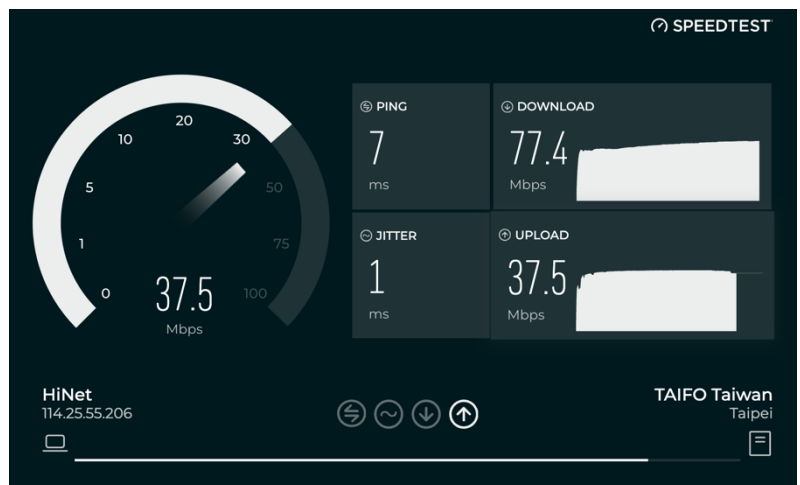 SPEEDTEST
20
10
30
5
50
1
75
0
100
37.5
Mbps
PING
7
ms
DOWNLOAD
77.4
Mbps
JITTER
1
ms
UPLOAD
37.5
Mbps
HiNet
114.25.55.206
TAIFO Taiwan
Taipei